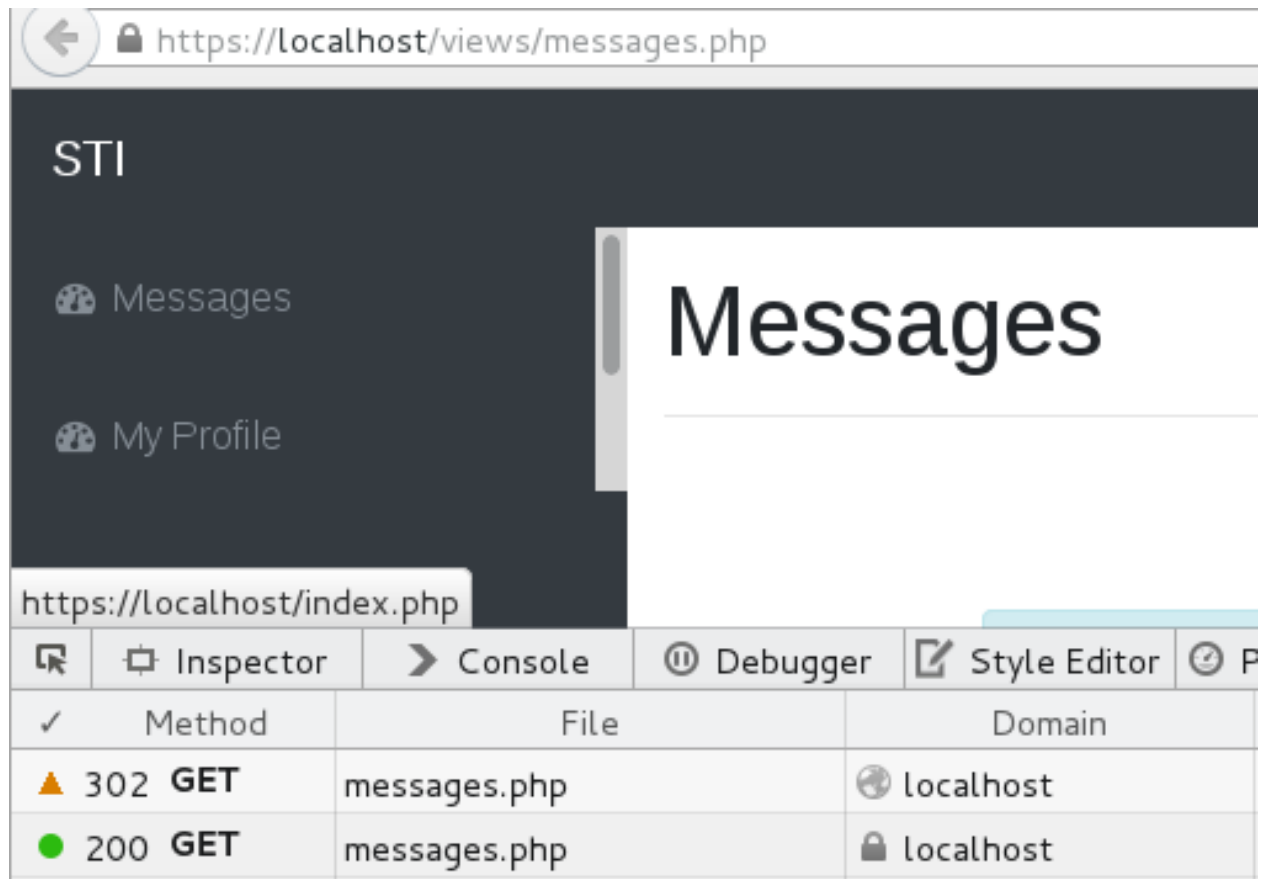 https://localhost/views/messages.php
STI
Messages
Messages
My Profile
https://localhost/index.php
Inspector Console Debugger Style Editor P
✓ Method File Domain
302 GET messages.php localhost
200 GET messages.php localhost